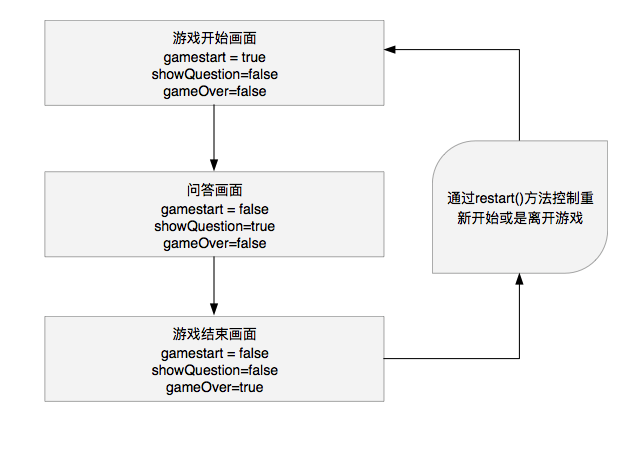 游戏开始画面
gamestart = true
showQuestion=false
gameOver=false
问答画面
gamestart = false
showQuestion=true
gameOver=false
游戏结束画面
gamestart = false
showQuestion=false
gameOver=true
通过restart()方法控制重
新开始或是离开游戏